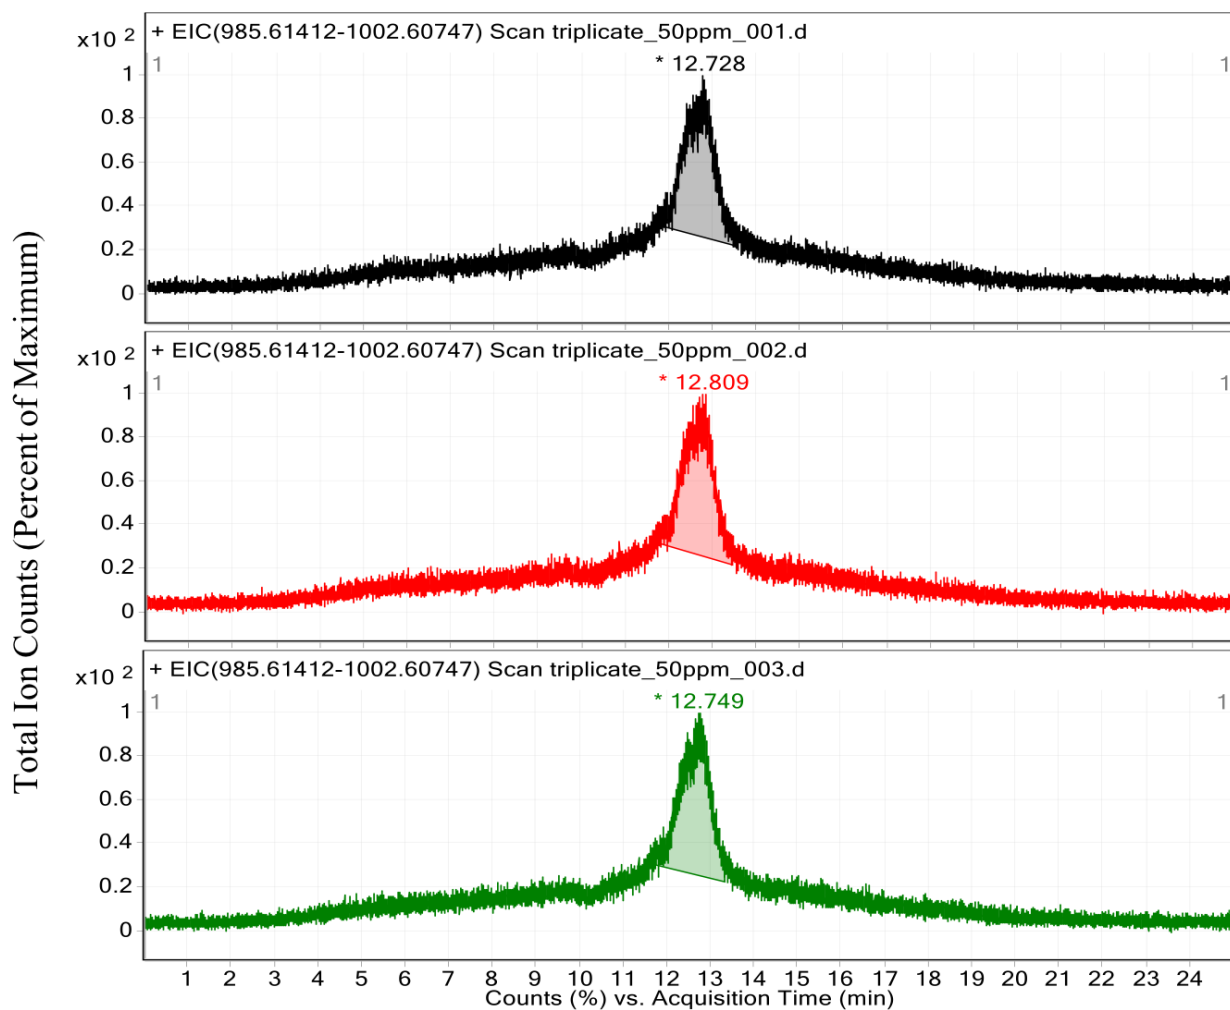 Total Ion Counts (Percent of Maximum)
x10 2
+ EIC(985.61412-1002.60747) Scan triplicate_50ppm_001.d
1 1
* 12.728
1
0.8
0.6
0.4
0.2
0
x10 2
+ EIC(985.61412-1002.60747) Scan triplicate_50ppm_002.d
1 1
* 12.809
1
0.8
0.6
0.4
0.2
0
x10 2
+ EIC(985.61412-1002.60747) Scan triplicate_50ppm_003.d
1 1
* 12.749
1
0.8
0.6
0.4
0.2
0
1 2 3 4 5 6 7 8 9 10 11 12 13 14 15 16 17 18 19 20 21 22 23 24
Counts (%) vs. Acquisition Time (min)